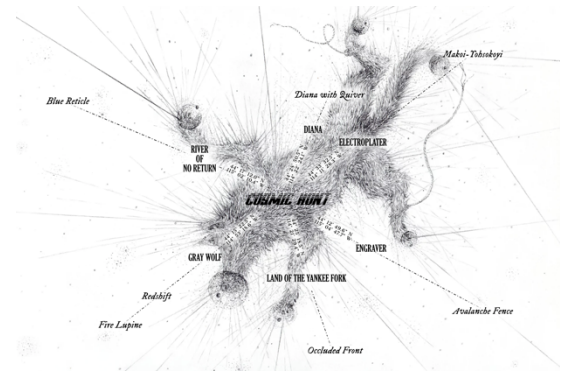 Makoi-Yohsokoyi
Blue Reticle
Diana with Quiver
DIANA
ELECTROPLATER
RIVER
OF
NO RETURN
COSMIC HUNT
ENGRAVER
GRAY WOLF
LAND OF THE YANKEE FORK
Redshift
Avalanche Fence
Fire Lupine
Occluded Front